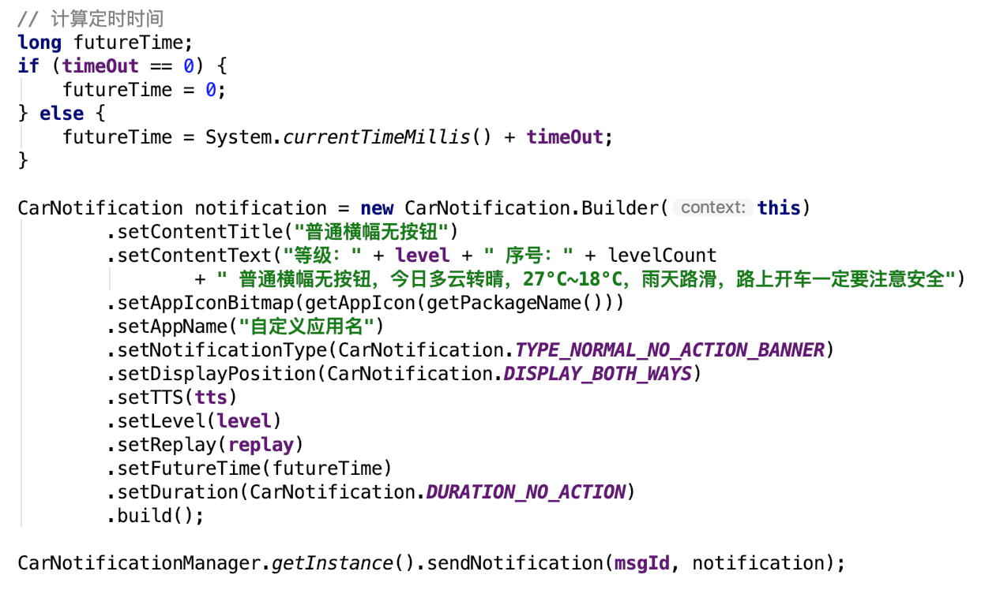 // 计算定时时间
long futureTime;
if (timeOut == 0) {
    futureTime = 0;
} else {
    futureTime = System.currentTimeMillis() + timeOut;
}

CarNotification notification = new CarNotification.Builder( context: this)
        .setContentTitle("普通横幅无按钮")
        .setContentText("等级：" + level + " 序号：" + levelCount
                + " 普通横幅无按钮，今日多云转晴，27°C~18°C，雨天路滑，路上开车一定要注意安全")
        .setAppIconBitmap(getAppIcon(getPackageName()))
        .setAppName("自定义应用名")
        .setNotificationType(CarNotification.TYPE_NORMAL_NO_ACTION_BANNER)
        .setDisplayPosition(CarNotification.DISPLAY_BOTH_WAYS)
        .setTTS(tts)
        .setLevel(level)
        .setReplay(replay)
        .setFutureTime(futureTime)
        .setDuration(CarNotification.DURATION_NO_ACTION)
        .build();

CarNotificationManager.getInstance().sendNotification(msgId, notification);